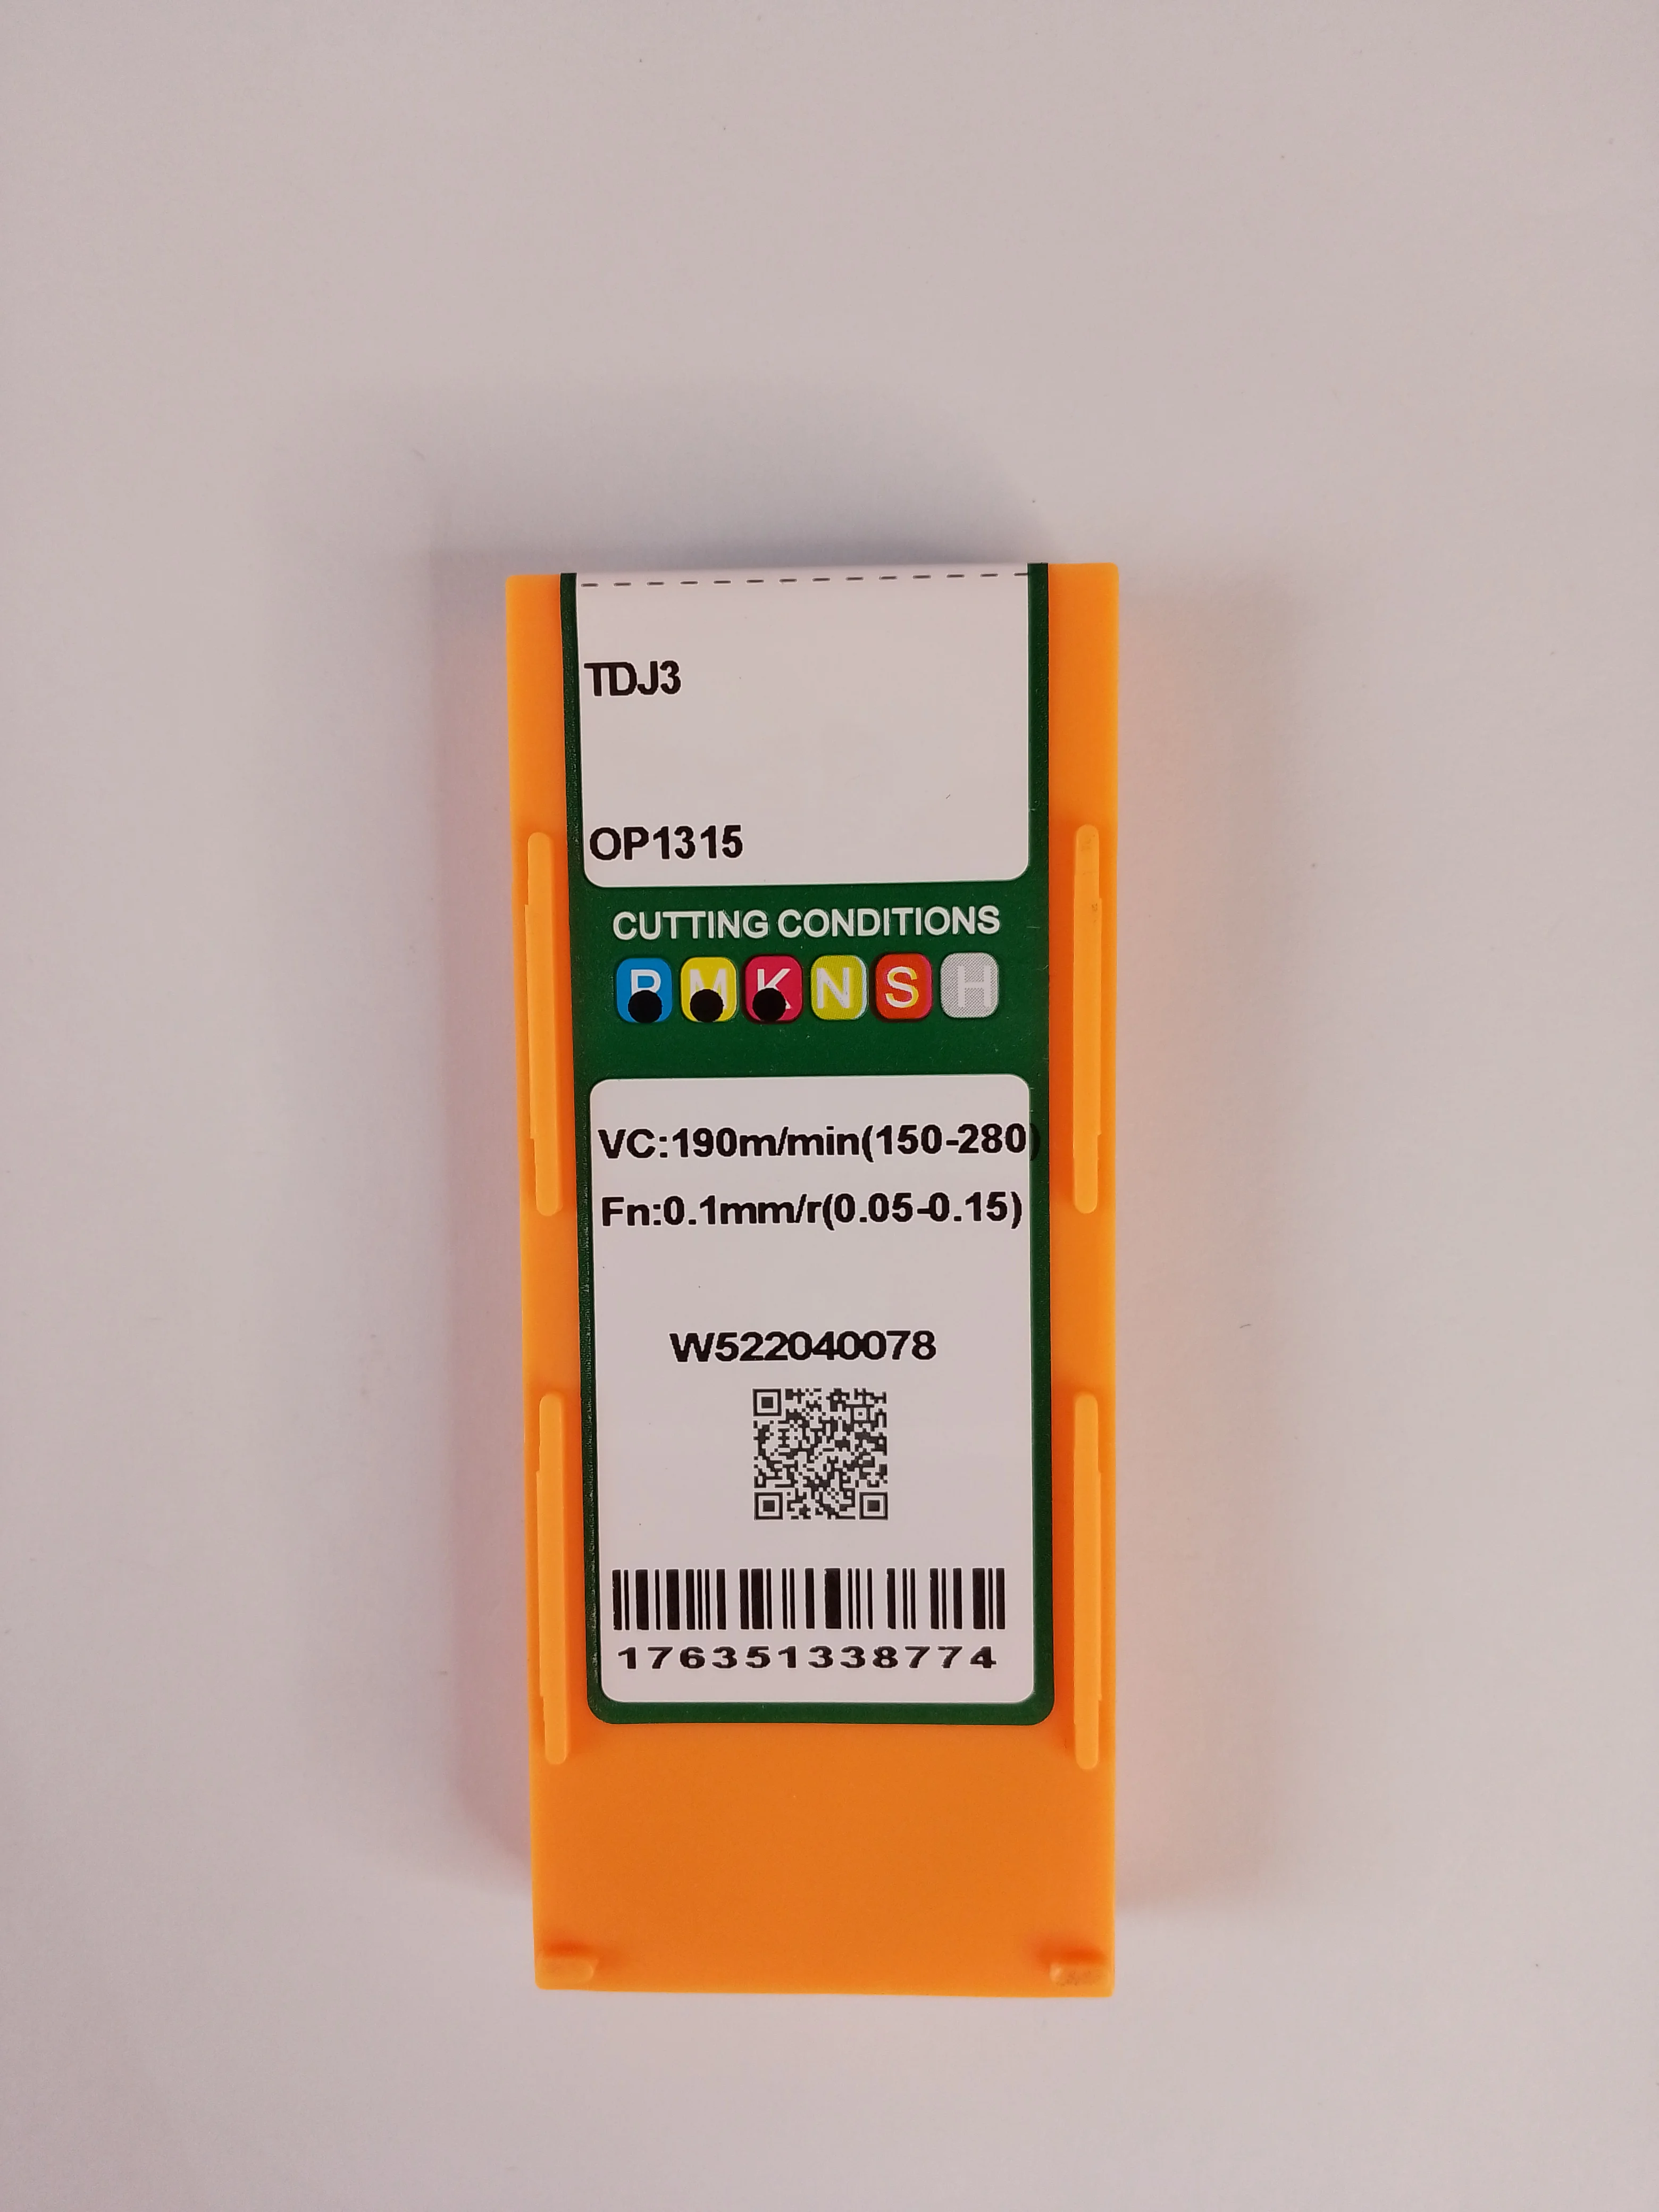 TDJ3
OP1315
CUTTING CONDITIONS
P M K N S H
VC:190m/min(150-280)
Fn:0.1mm/r(0.05-0.15)
W522040078
176351338774